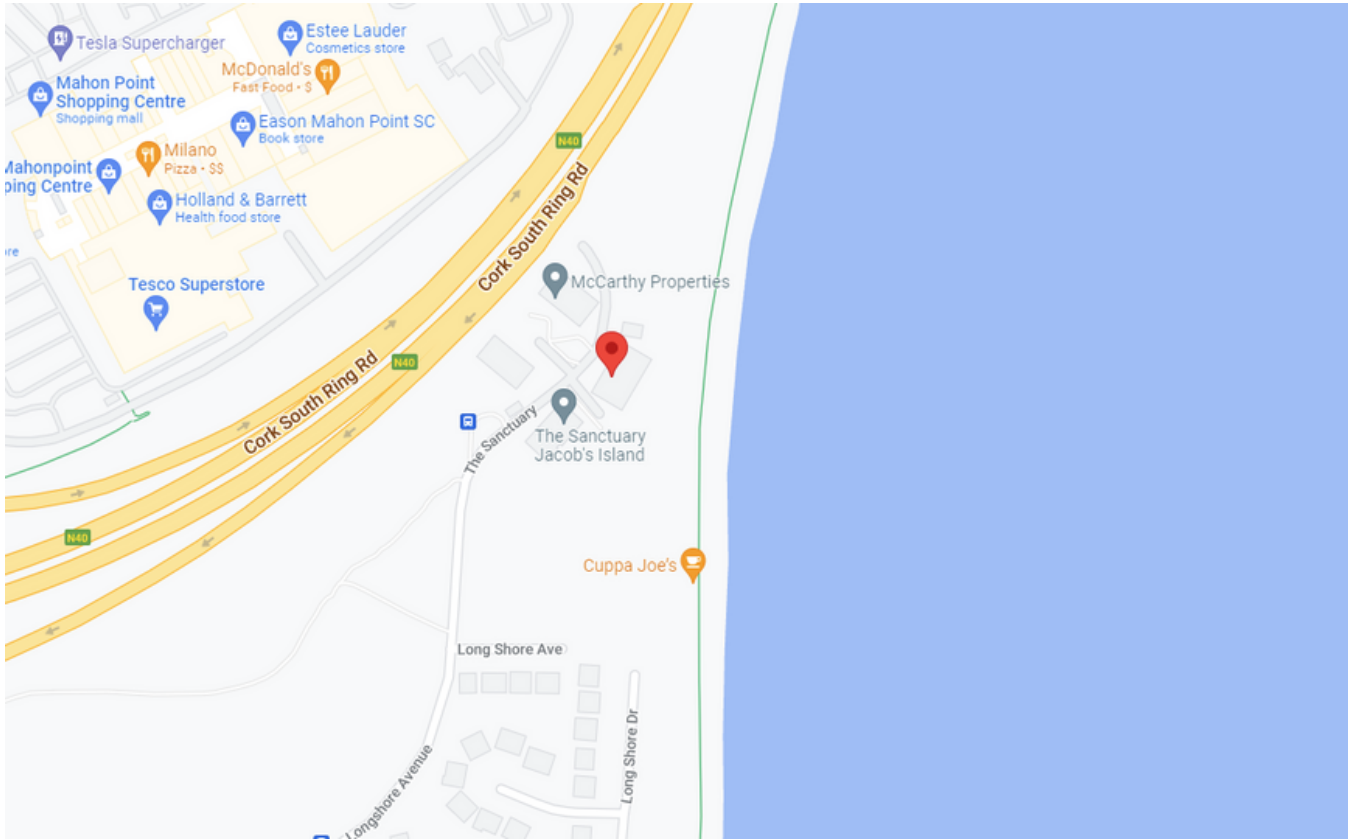 Estee Lauder
Cosmetics store
Tesla Supercharger
McDonald's
Fast Food • $
Mahon Point
Shopping Centre
Shopping mall
Eason Mahon Point SC
Book store
N40
Milano
Pizza • $$
Mahonpoint
ping Centre
Holland & Barrett
Health food store
Cork South Ring Rd
re
Tesco Superstore
McCarthy Properties
N40
Cork South Ring Rd
The Sanctuary
The Sanctuary
Jacob's Island
N40
Cuppa Joe's
Long Shore Ave
Long Shore Dr
Longshore Avenue